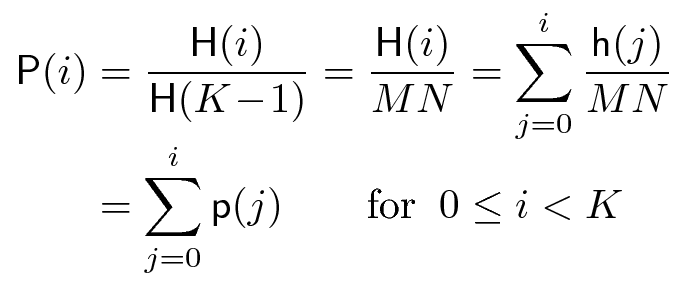 P(i) = H(i) / H(K−1) = H(i) / MN = ∑_{j=0}^{i} h(j) / MN
= ∑_{j=0}^{i} p(j) for 0 ≤ i < K